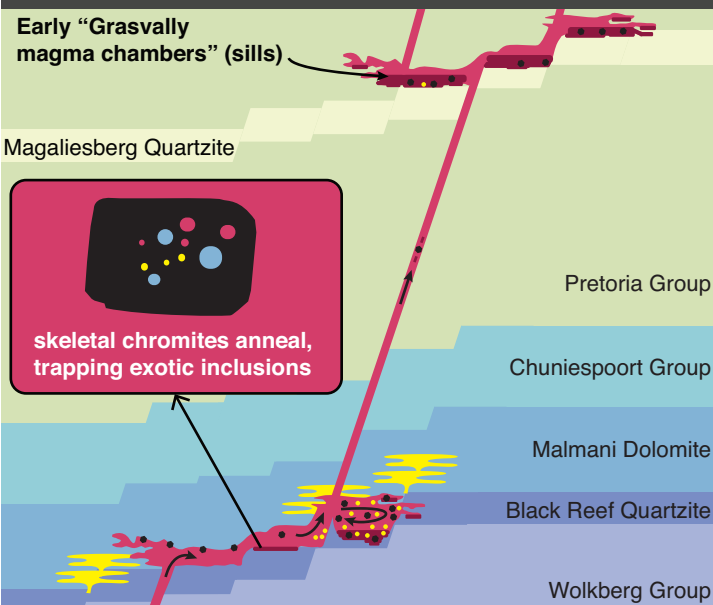 Early “Grasvally
magma chambers” (sills)
Magaliesberg Quartzite
skeletal chromites anneal,
trapping exotic inclusions
Pretoria Group
Chuniespoort Group
Malmani Dolomite
Black Reef Quartzite
Wolkberg Group